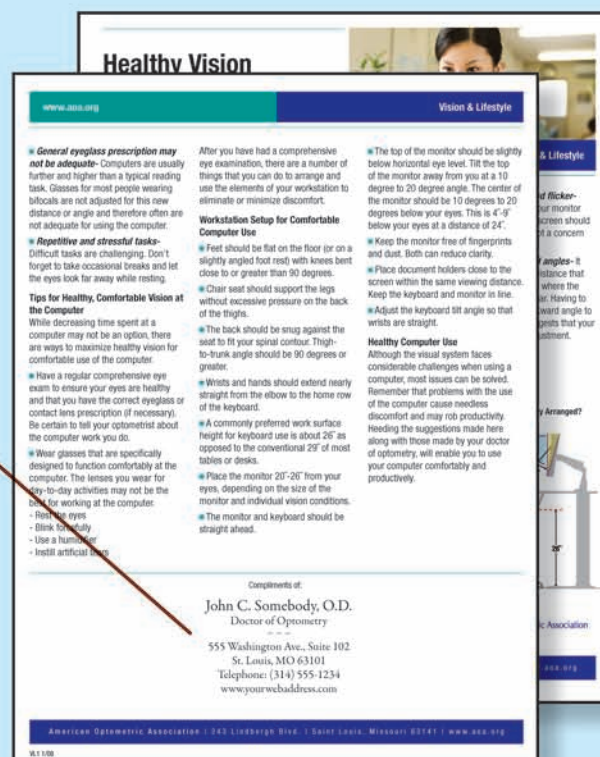 Healthy Vision
www.aoa.org
Vision & Lifestyle
General eyeglass prescription may
not be adequate- Computers are usually
further and higher than a typical reading
task. Glasses for most people wearing
bifocals are not adjusted for this new
distance or angle and therefore often are
not adequate for using the computer.
Repetitive and stressful tasks-
Difficult tasks are challenging. Don't
forget to take occasional breaks and let
the eyes look far away while resting.
Tips for Healthy, Comfortable Vision at
the Computer
While decreasing time spent at a
computer may not be an option, there
are ways to maximize healthy vision for
comfortable use of the computer.
Have a regular comprehensive eye
exam to ensure your eyes are healthy
and that you have the correct eyeglass or
contact lens prescription (if necessary).
Be certain to tell your optometrist about
the computer work you do.
Wear glasses that are specifically
designed to function comfortably at the
computer. The lenses you wear for
day-to-day activities may not be the
best for working at the computer.
- Rest the eyes
- Blink forcefully
- Use a humidifier
- Instill artificial tears
After you have had a comprehensive
eye examination, there are a number of
things that you can do to arrange and
use the elements of your workstation to
eliminate or minimize discomfort.
Workstation Setup for Comfortable
Computer Use
Feet should be flat on the floor (or on a
slightly angled foot rest) with knees bent
close to or greater than 90 degrees.
Chair seat should support the legs
without excessive pressure on the back
of the thighs.
The back should be snug against the
seat to fit your spinal contour. Thigh-
to-trunk angle should be 90 degrees or
greater.
Wrists and hands should extend nearly
straight from the elbow to the home row
of the keyboard.
A commonly preferred work surface
height for keyboard use is about 26" as
opposed to the conventional 29" of most
tables or desks.
Place the monitor 20"-26" from your
eyes, depending on the size of the
monitor and individual vision conditions.
The monitor and keyboard should be
straight ahead.
The top of the monitor should be slightly
below horizontal eye level. Tilt the top
of the monitor away from you at a 10
degree to 20 degree angle. The center of
the monitor should be 10 degrees to 20
degrees below your eyes. This is 4"-9"
below your eyes at a distance of 24".
Keep the monitor free of fingerprints
and dust. Both can reduce clarity.
Place document holders close to the
screen within the same viewing distance.
Keep the keyboard and monitor in line.
Adjust the keyboard tilt angle so that
wrists are straight.
Healthy Computer Use
Although the visual system faces
considerable challenges when using a
computer, most issues can be solved.
Remember that problems with the use
of the computer cause needless
discomfort and may rob productivity.
Heeding the suggestions made here
along with those made by your doctor
of optometry, will enable you to use
your computer comfortably and
productively.
Compliments of:
John C. Somebody, O.D.
Doctor of Optometry
555 Washington Ave., Suite 102
St. Louis, MO 63101
Telephone: (314) 555-1234
www.yourwebaddress.com
American Optometric Association | 243 Lindbergh Blvd. | Saint Louis, Missouri 63141 | www.aoa.org
VL1 1/08
& Lifestyle
flicker-
monitor
screen should
a concern
angles- It
distance that
where the
Having to
angle to
that your
Arranged?
26"
Association
aoa.org